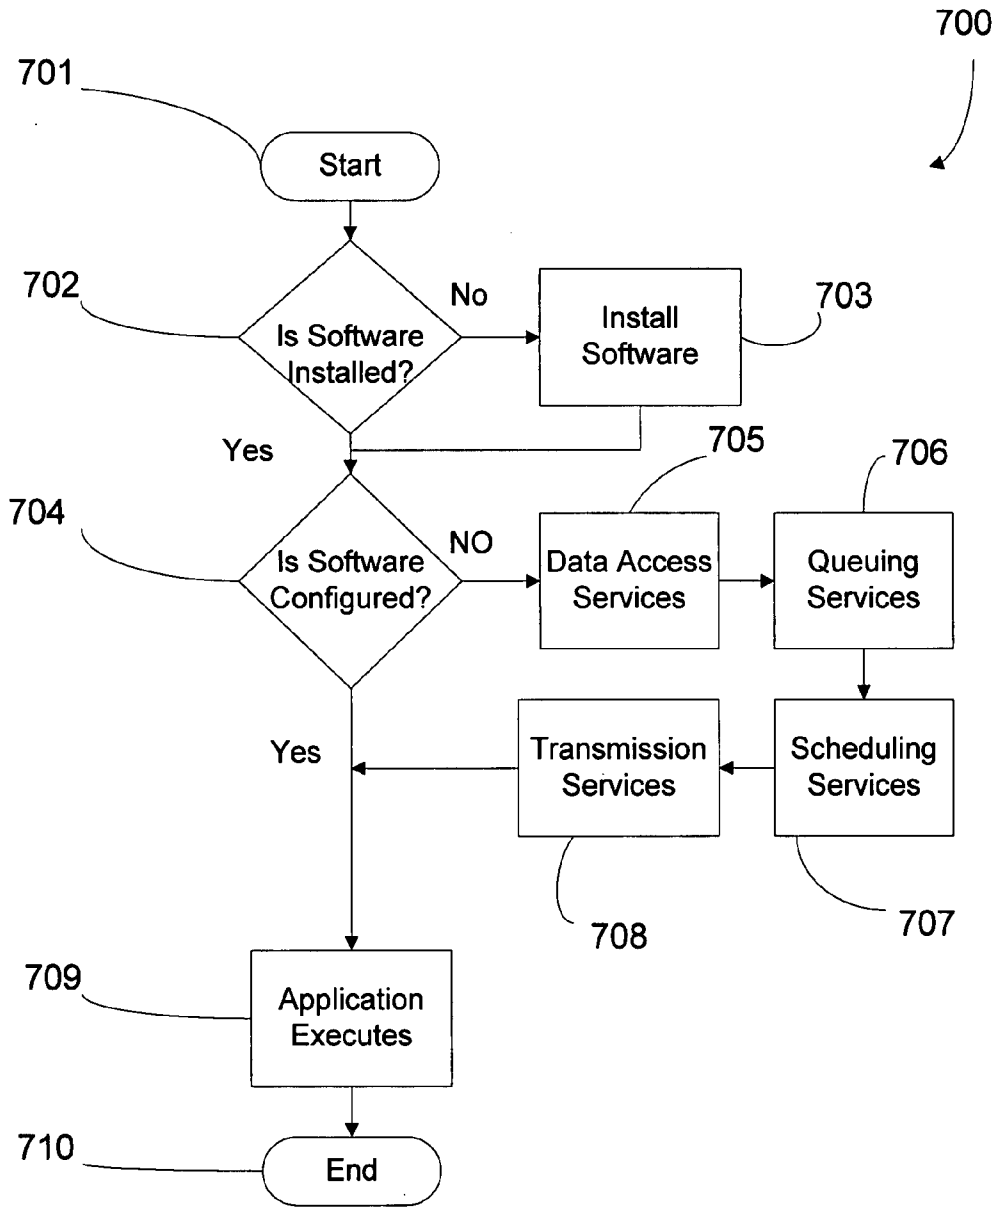 700
701
Start
702
No
703
Install
Software
Is Software
Installed?
Yes
705
706
704
NO
Is Software
Configured?
Data Access
Services
Queuing
Services
Yes
Transmission
Services
Scheduling
Services
708
707
709
Application
Executes
710
End